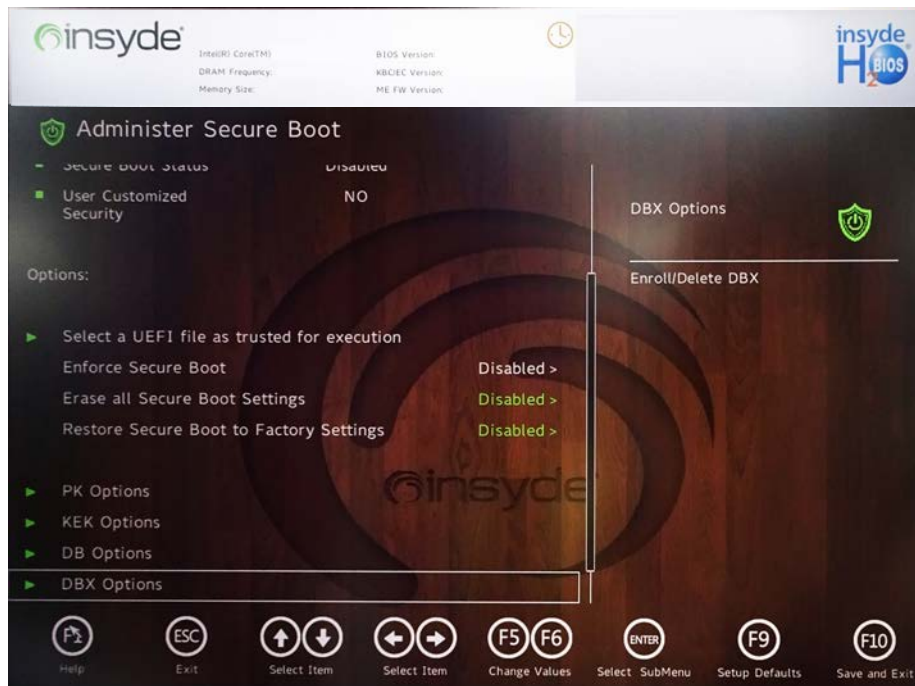 insyde
Intel(R) Core(TM)
BIOS Version:
DRAM Frequency:
KBC/EC Version:
Memory Size:
ME FW Version:
insyde
H2O BIOS
Administer Secure Boot
Secure Boot Status Disabled
User Customized NO
Security
DBX Options
Options:
Enroll/Delete DBX
Select a UEFI file as trusted for execution
Enforce Secure Boot Disabled >
Erase all Secure Boot Settings Disabled >
Restore Secure Boot to Factory Settings Disabled >
insyde
PK Options
KEK Options
DB Options
DBX Options
F1 ESC F5 F6 ENTER F9 F10
Help Exit Select Item Select Item Change Values Select SubMenu Setup Defaults Save and Exit